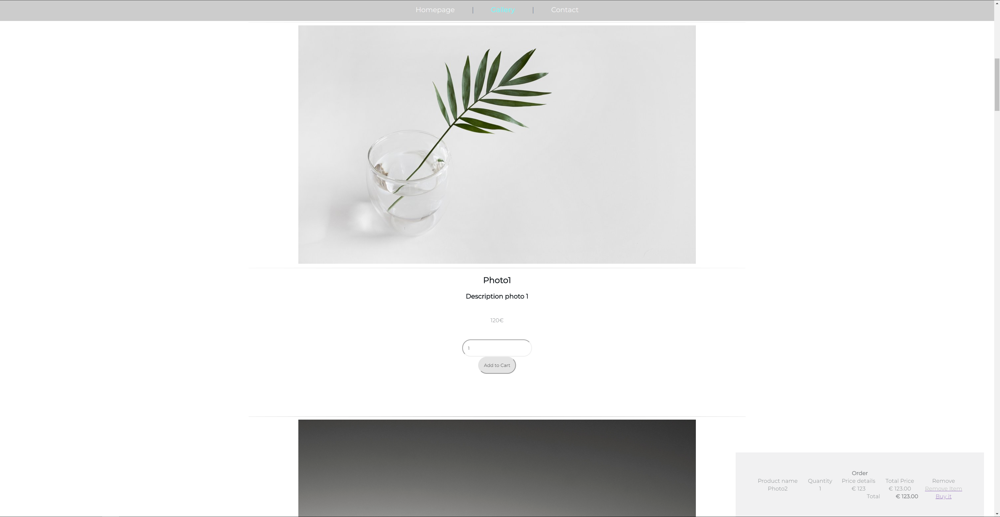 Homepage | Gallery | Contact
Photo1
Description photo 1
120€
1
Add to Cart
Order
Product name Quantity Price details Total Price Remove
Photo2 1 € 123 € 123.00 Remove Item
Total € 123.00 Buy it